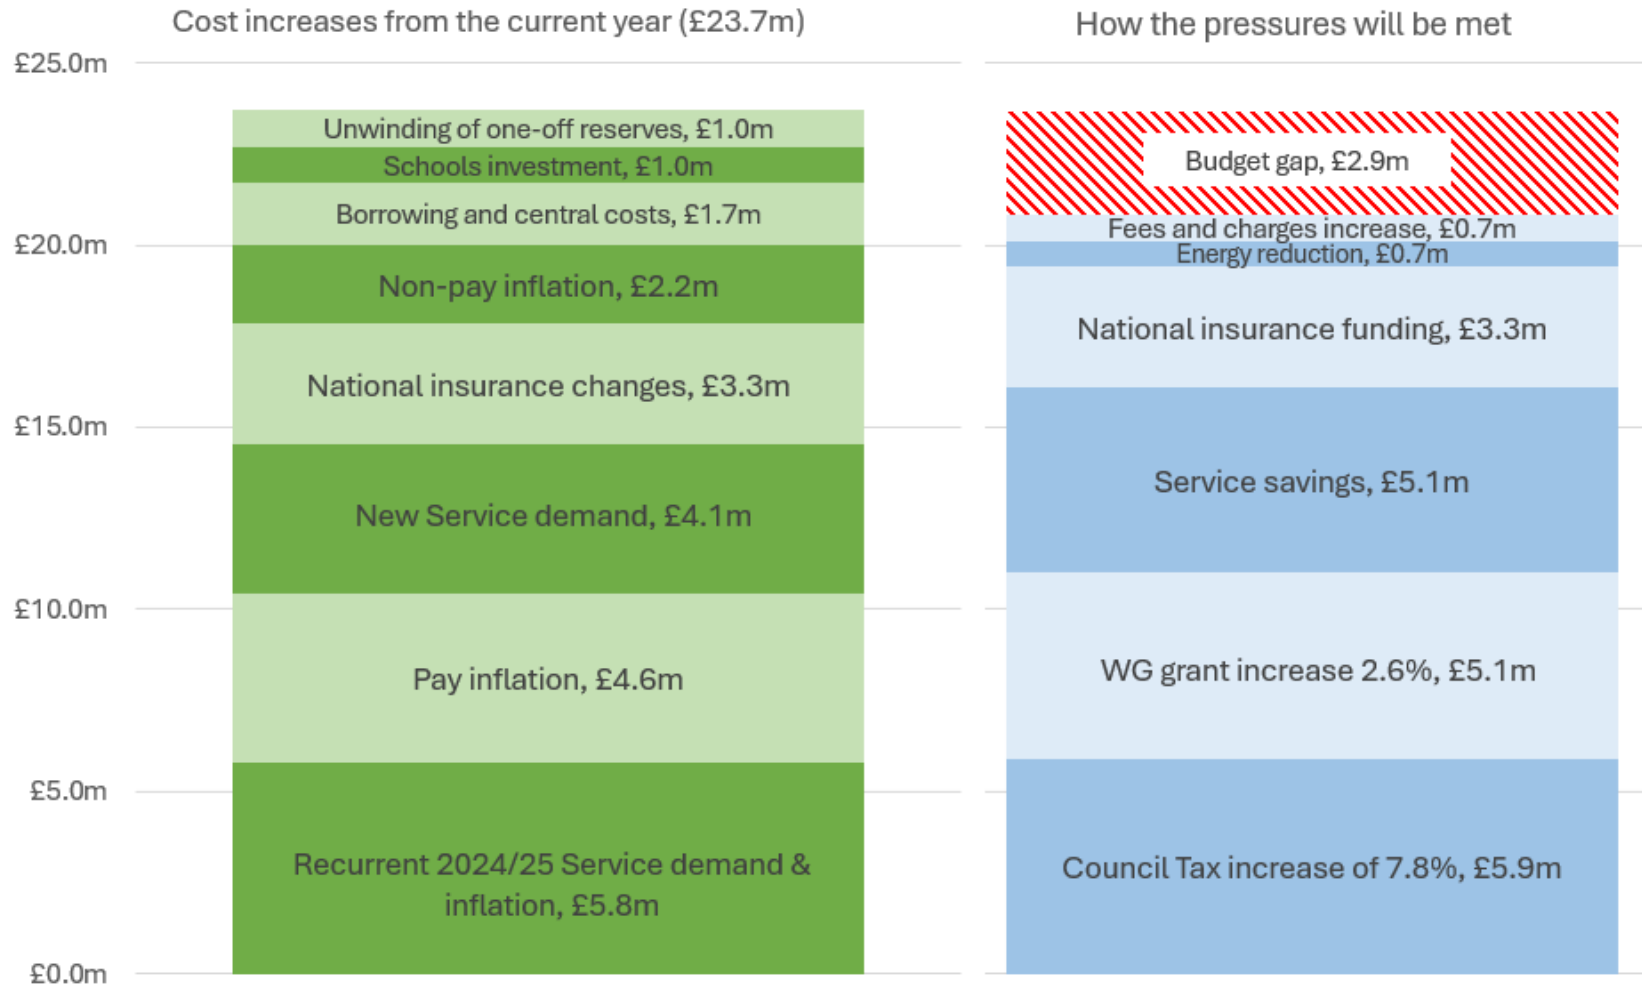 Cost increases from the current year (£23.7m)
£25.0m
£20.0m
£15.0m
£10.0m
£5.0m
£0.0m
Unwinding of one-off reserves, £1.0m
Schools investment, £1.0m
Borrowing and central costs, £1.7m
Non-pay inflation, £2.2m
National insurance changes, £3.3m
New Service demand, £4.1m
Pay inflation, £4.6m
Recurrent 2024/25 Service demand &
inflation, £5.8m
How the pressures will be met
Budget gap, £2.9m
Fees and charges increase, £0.7m
Energy reduction, £0.7m
National insurance funding, £3.3m
Service savings, £5.1m
WG grant increase 2.6%, £5.1m
Council Tax increase of 7.8%, £5.9m